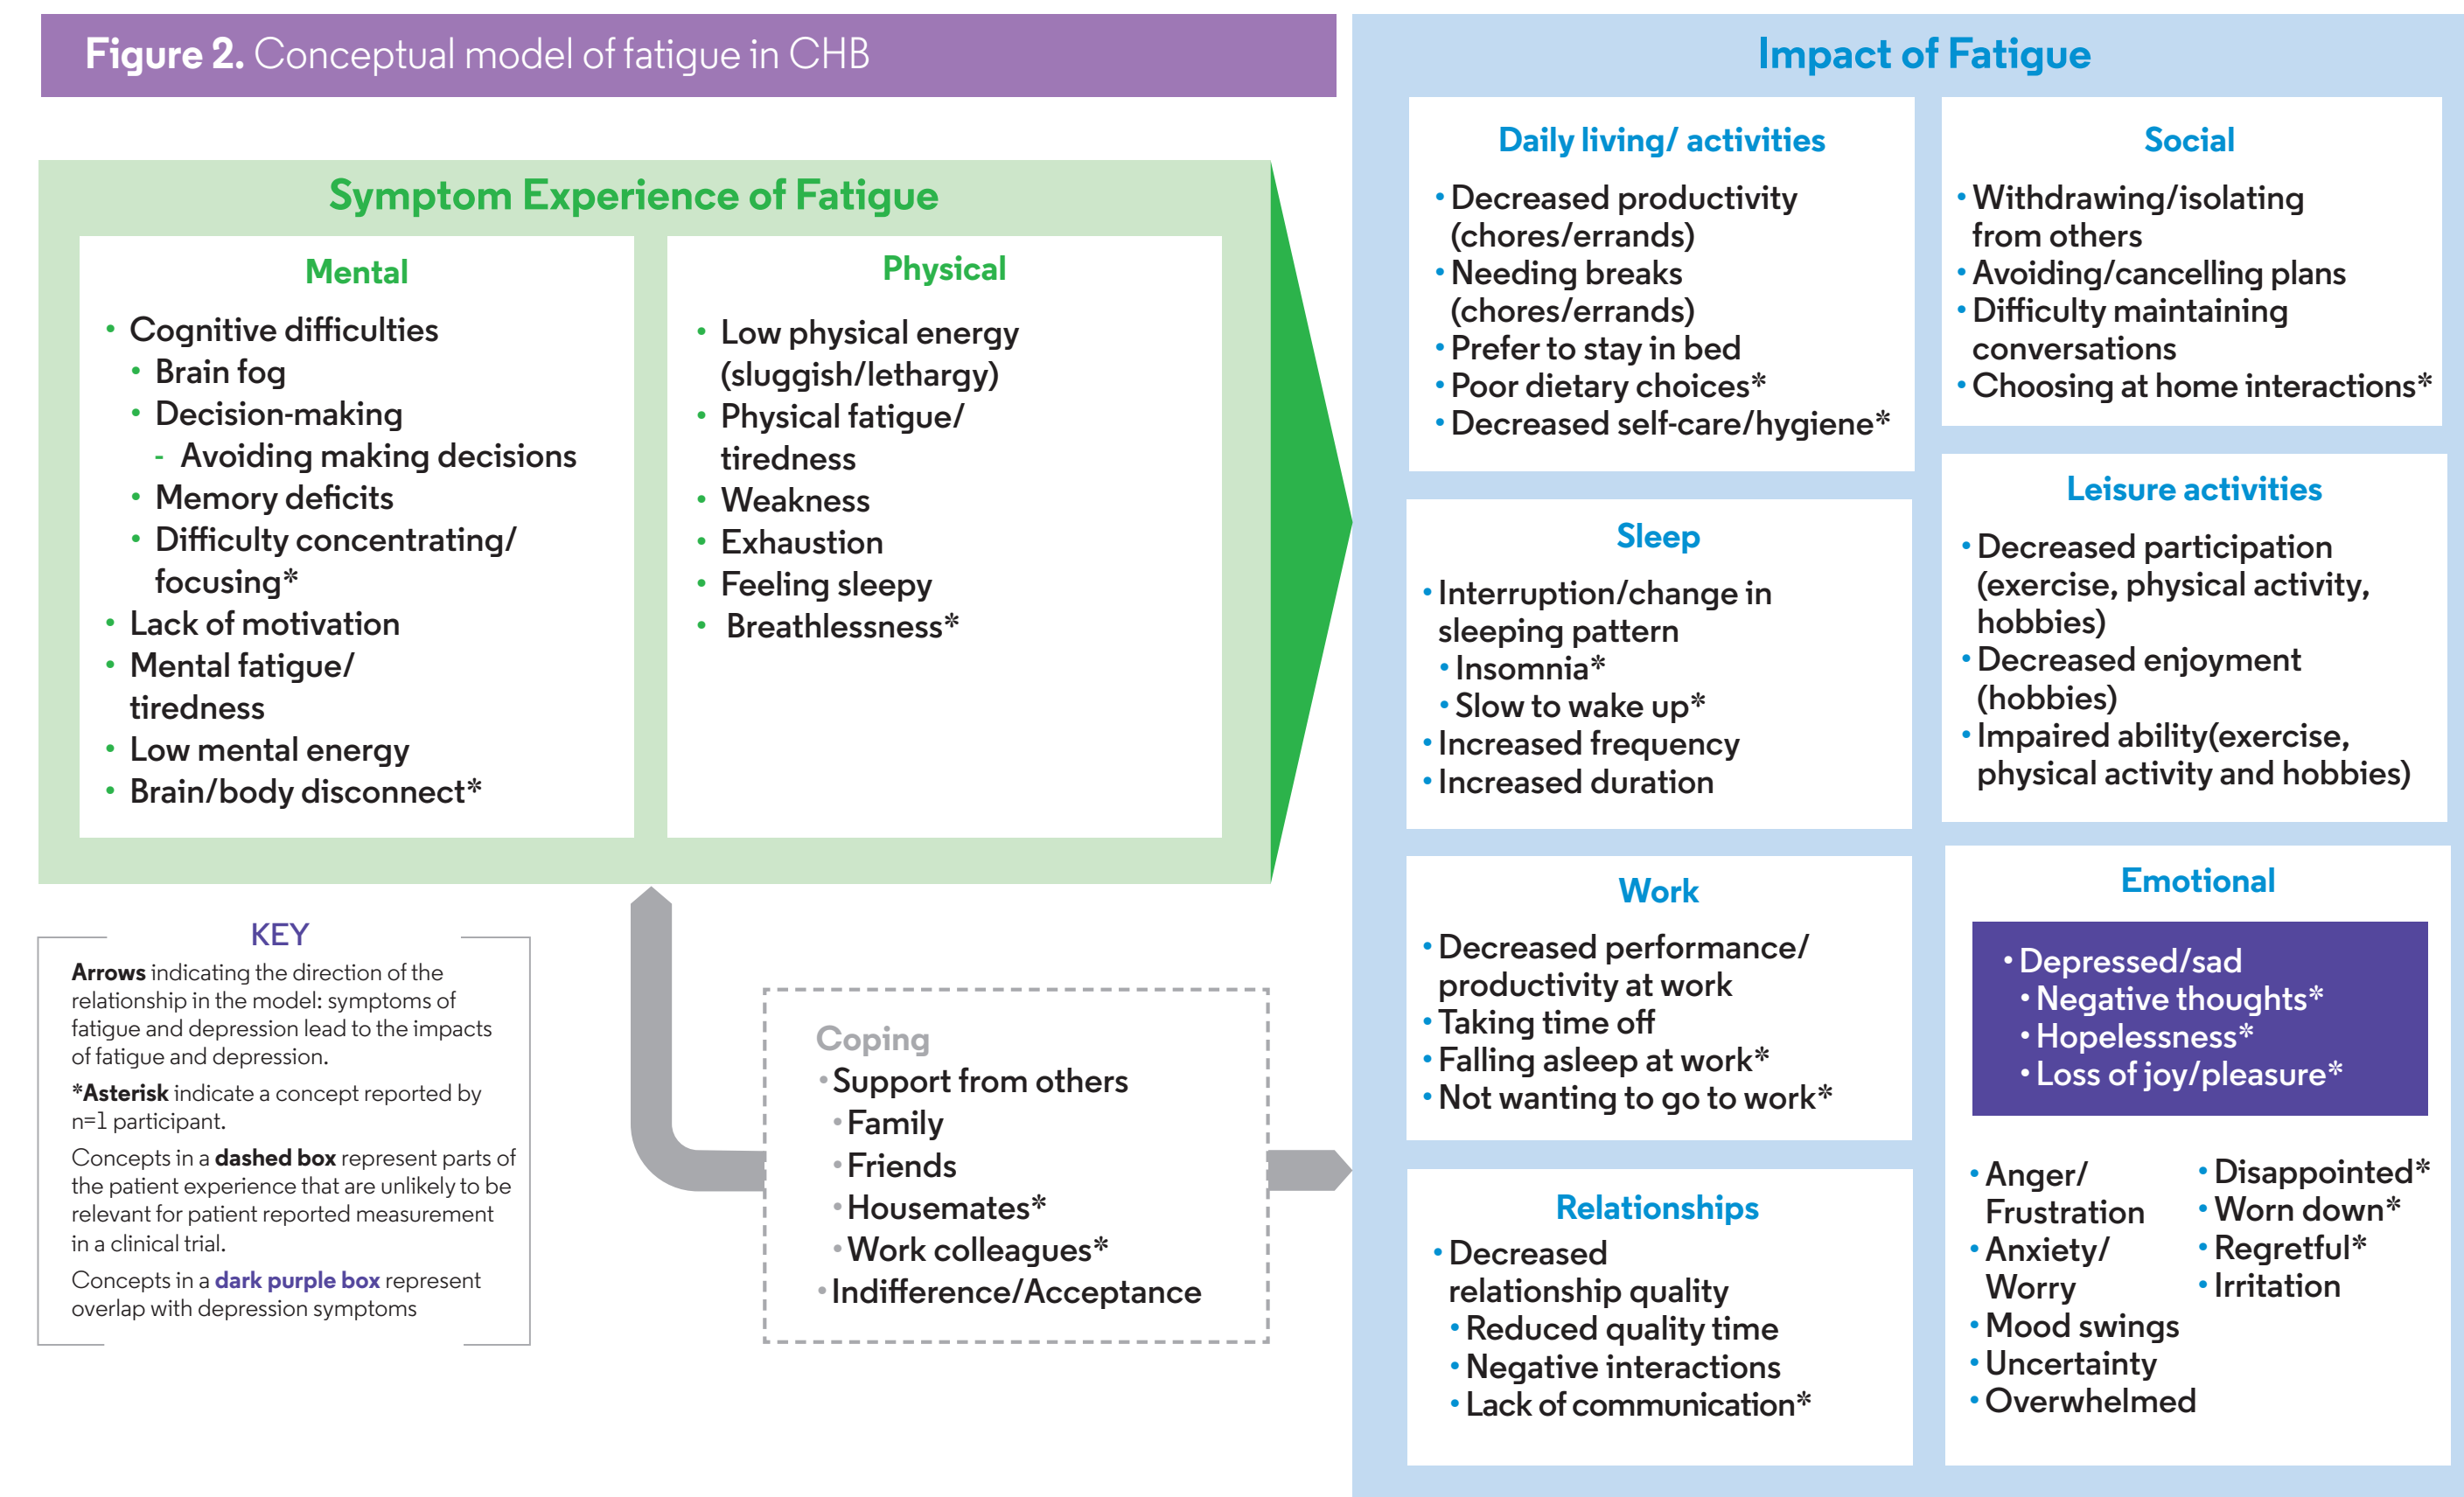 Figure 2. Conceptual model of fatigue in CHB
Symptom Experience of Fatigue
Mental
• Cognitive difficulties
• Brain fog
• Decision-making
- Avoiding making decisions
• Memory deficits
• Difficulty concentrating/
focusing*
• Lack of motivation
• Mental fatigue/
tiredness
• Low mental energy
• Brain/body disconnect*
Physical
• Low physical energy
(sluggish/lethargy)
• Physical fatigue/
tiredness
• Weakness
• Exhaustion
• Feeling sleepy
• Breathlessness*
KEY
Arrows indicating the direction of the
relationship in the model: symptoms of
fatigue and depression lead to the impacts
of fatigue and depression.
*Asterisk indicate a concept reported by
n=1 participant.
Concepts in a dashed box represent parts of
the patient experience that are unlikely to be
relevant for patient reported measurement
in a clinical trial.
Concepts in a dark purple box represent
overlap with depression symptoms
Coping
• Support from others
• Family
• Friends
• Housemates*
• Work colleagues*
• Indifference/Acceptance
Impact of Fatigue
Daily living/ activities
• Decreased productivity
(chores/errands)
• Needing breaks
(chores/errands)
• Prefer to stay in bed
• Poor dietary choices*
• Decreased self-care/hygiene*
Sleep
• Interruption/change in
sleeping pattern
• Insomnia*
• Slow to wake up*
• Increased frequency
• Increased duration
Work
• Decreased performance/
productivity at work
• Taking time off
• Falling asleep at work*
• Not wanting to go to work*
Relationships
• Decreased
relationship quality
• Reduced quality time
• Negative interactions
• Lack of communication*
Social
• Withdrawing/isolating
from others
• Avoiding/cancelling plans
• Difficulty maintaining
conversations
• Choosing at home interactions*
Leisure activities
• Decreased participation
(exercise, physical activity,
hobbies)
• Decreased enjoyment
(hobbies)
• Impaired ability(exercise,
physical activity and hobbies)
Emotional
• Depressed/sad
• Negative thoughts*
• Hopelessness*
• Loss of joy/pleasure*
• Anger/
Frustration
• Anxiety/
Worry
• Mood swings
• Uncertainty
• Overwhelmed
• Disappointed*
• Worn down*
• Regretful*
• Irritation